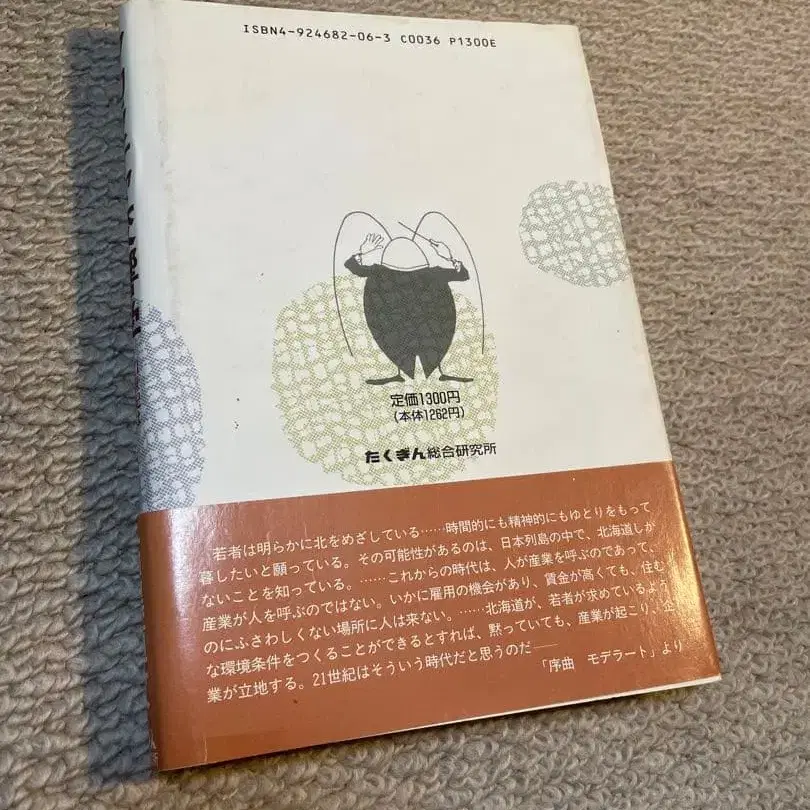 ISBN4-924682-06-3 C0036 P1300E
定価1300円
(本体1262円)
たくぎん総合研究所
若者は明らかに北をめざしている……時間的にも精神的にもゆとりをもって
暮したいと願っている。その可能性があるのは、日本列島の中で、北海道しか
ないことを知っている。……これからの時代は、人が産業を呼ぶのであって、
産業が人を呼ぶのではない。いかに雇用の機会があり、賃金が高くても、住む
のにふさわしくない場所に人は来ない。……北海道が、若者が求めているよう
な環境条件をつくることができるとすれば、黙っていても、産業が起こり、企
業が立地する。21世紀はそういう時代だと思うのだ──
「序曲 モデラート」より